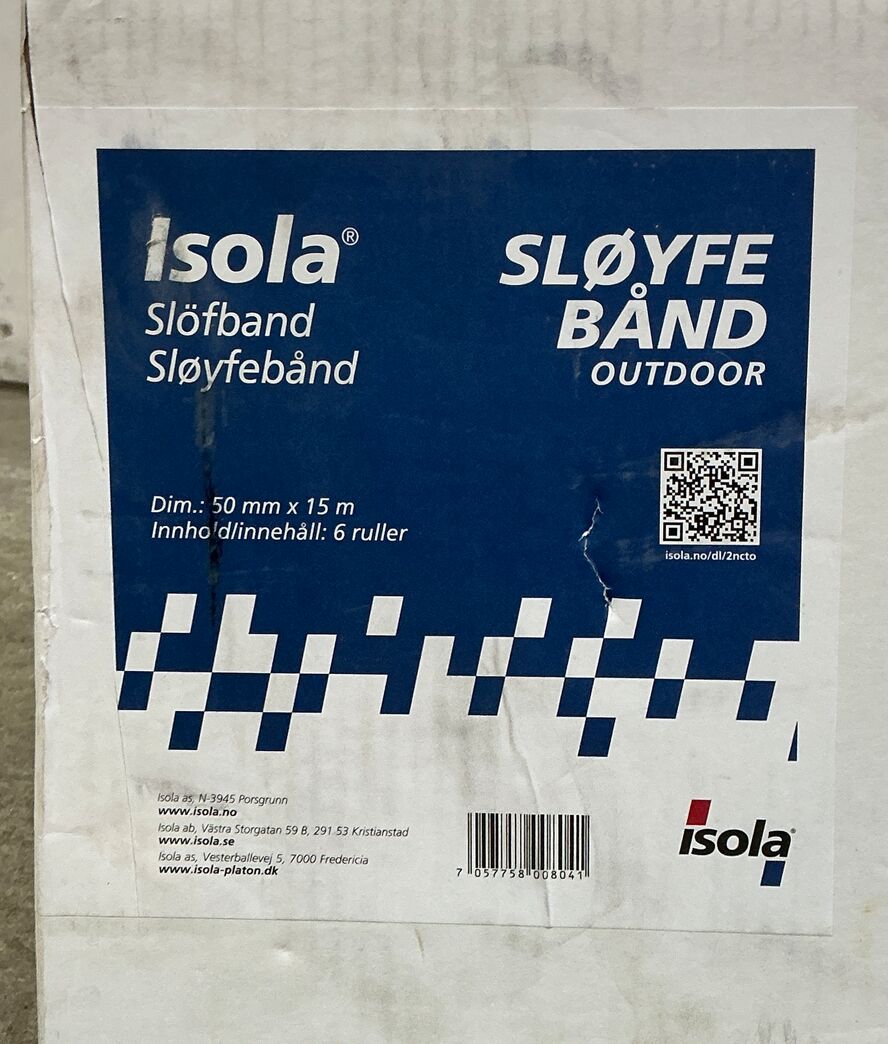 Isola®
Slöfband
Sløyfebånd
SLØYFE
BÅND
OUTDOOR
Dim.: 50 mm x 15 m
Innhold/innehåll: 6 ruller
isola.no/dl/2ncto
Isola as, N-3945 Porsgrunn
www.isola.no
Isola ab, Västra Storgatan 59 B, 291 53 Kristianstad
www.isola.se
Isola as, Vesterballevej 5, 7000 Fredericia
www.isola-platon.dk
7 057758 008041
isola®